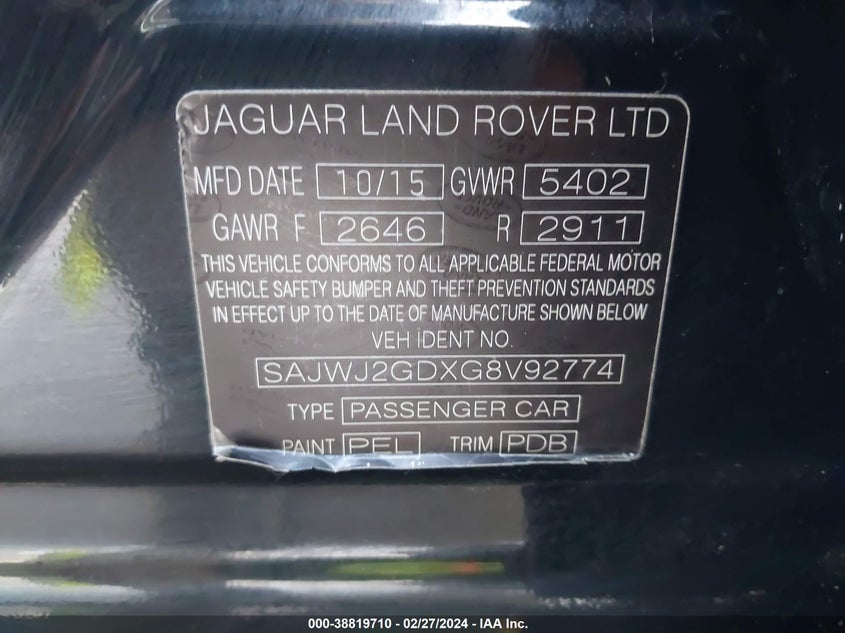 JAGUAR LAND ROVER LTD
MFD DATE 10/15 GVWR 5402
GAWR F 2646 R 2911
THIS VEHICLE CONFORMS TO ALL APPLICABLE FEDERAL MOTOR
VEHICLE SAFETY BUMPER AND THEFT PREVENTION STANDARDS
IN EFFECT UP TO THE DATE OF MANUFACTURE SHOWN BELOW
VEH IDENT NO.
SAJWJ2GDXG8V92774
TYPE PASSENGER CAR
PAINT PEL TRIM PDB
000-38819710 - 02/27/2024 - IAA Inc.